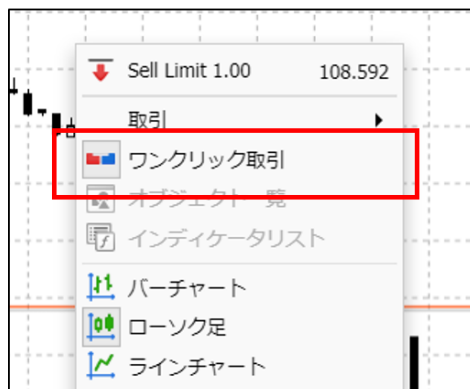 Sell Limit 1.00 108.592
取引
ワンクリック取引
オブジェクト一覧
インディケータリスト
バーチャート
ローソク足
ラインチャート